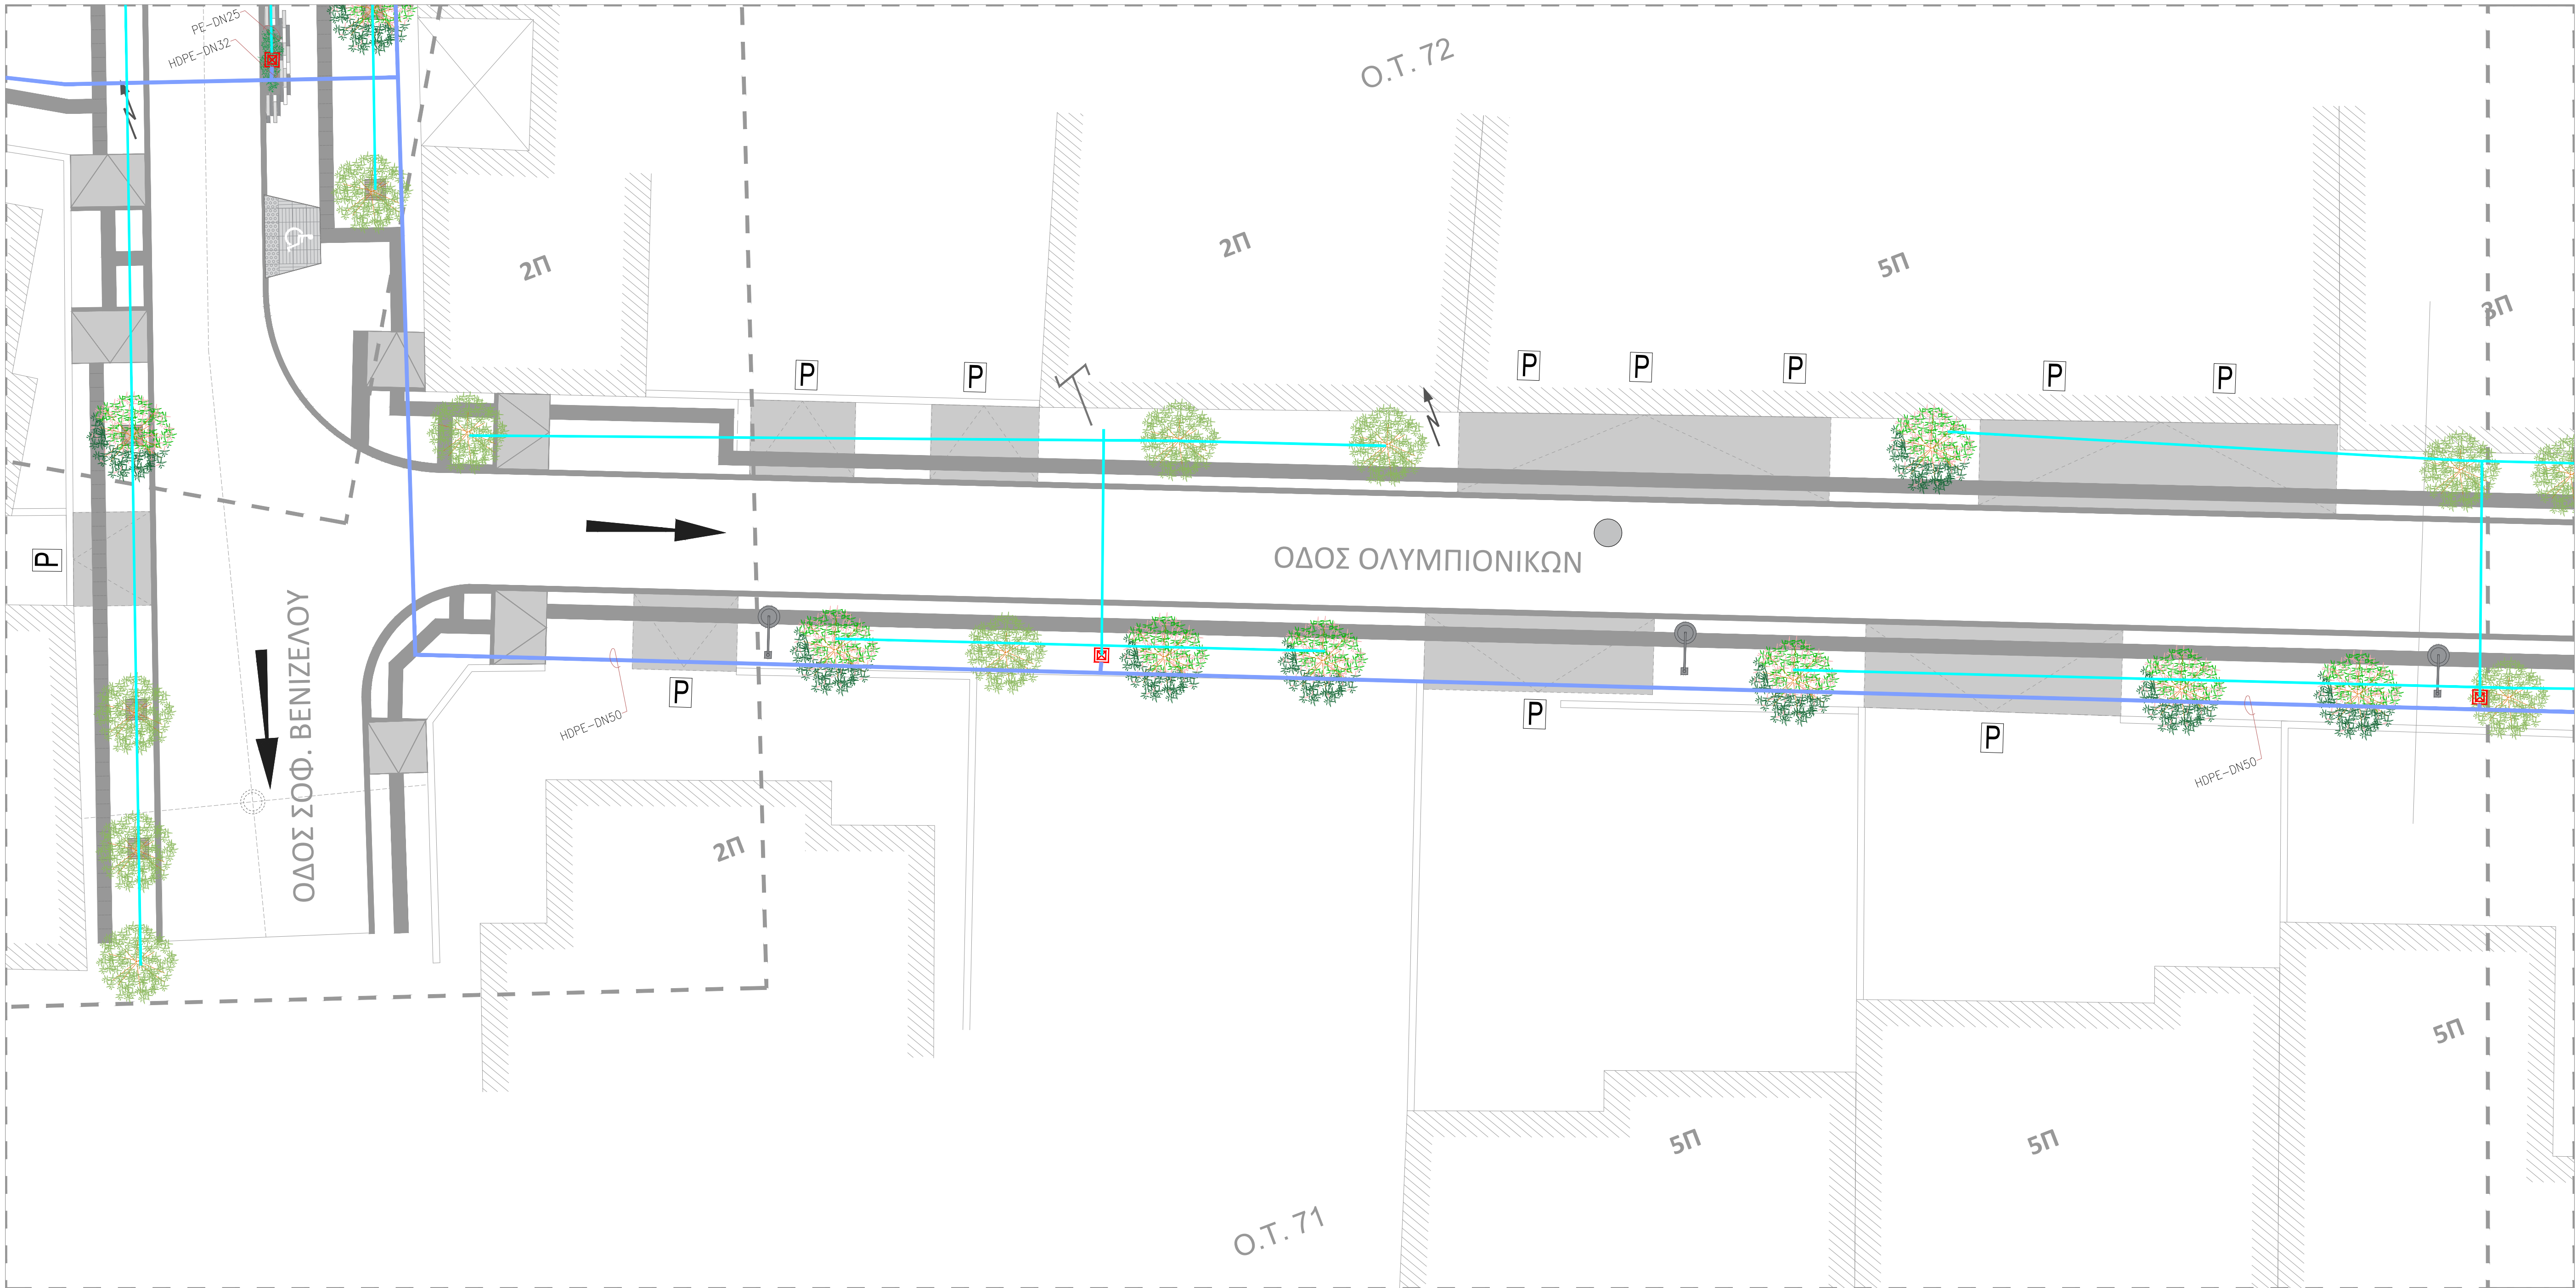 PE-DN25
HDPE-DN32
Ο.Τ. 72
2Π
2Π
5Π
3Π
P
P
P
P
P
P
P
P
ΟΔΟΣ ΟΛΥΜΠΙΟΝΙΚΩΝ
ΟΔΟΣ ΣΟΦ. ΒΕΝΙΖΕΛΟΥ
P
P
P
HDPE-DN50
HDPE-DN50
2Π
5Π
5Π
5Π
Ο.Τ. 71